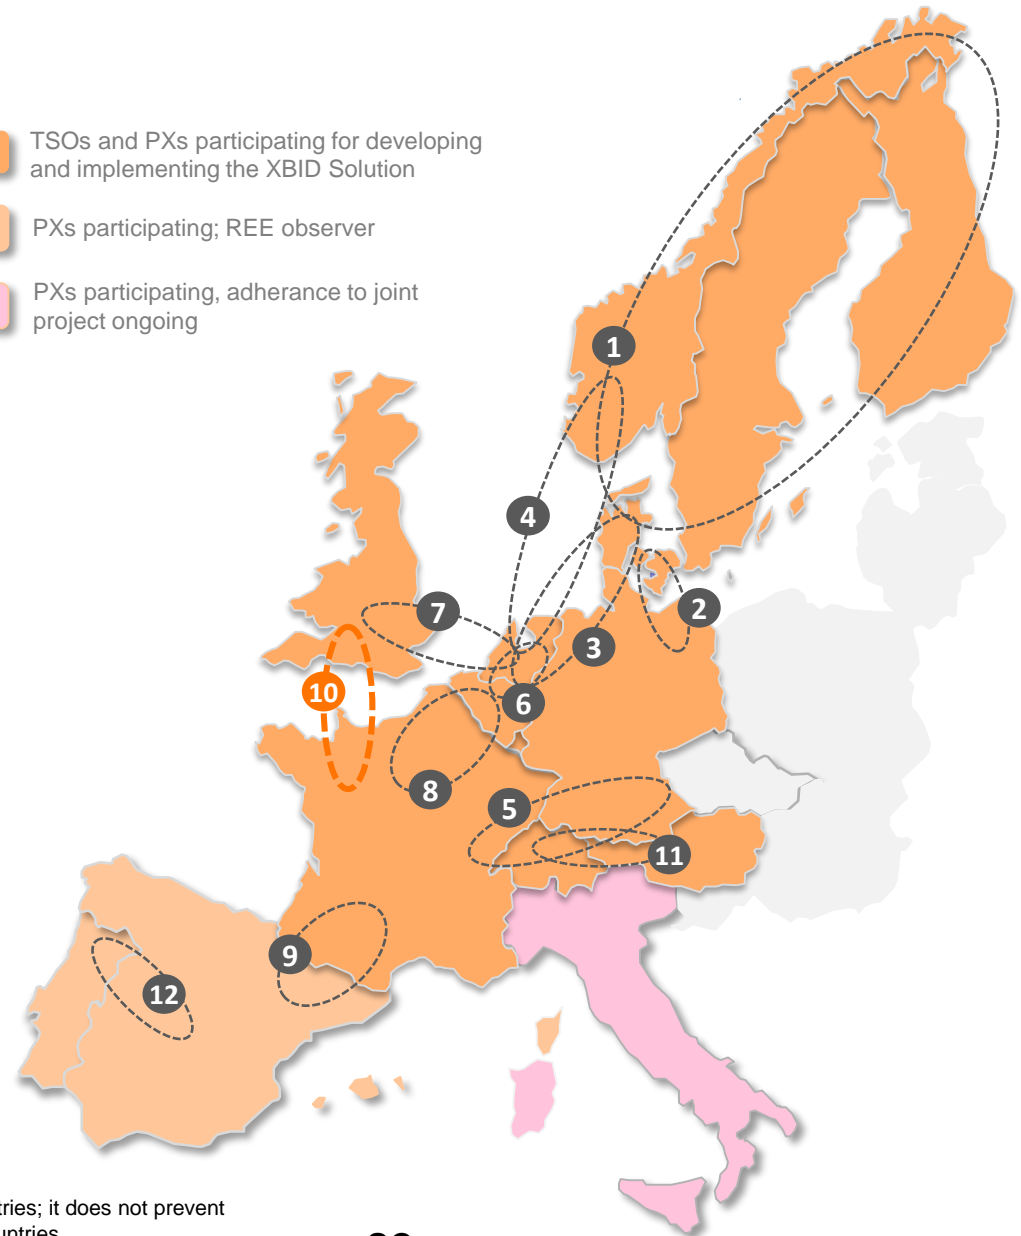 TSOs and PXs participating for developing
and implementing the XBID Solution
PXs participating; REE observer
PXs participating, adherance to joint
project ongoing
1
4
7
2
3
10
6
8
5
11
9
12
tries; it does not prevent